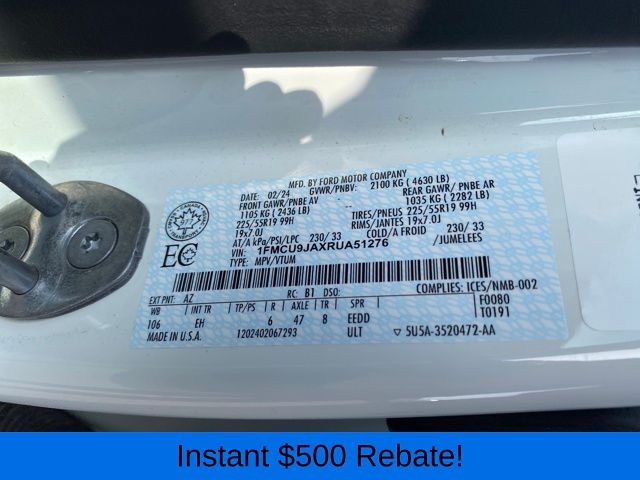 MFD. BY FORD MOTOR COMPANY
02/24 GVWR/PNBV: 2100 KG ( 4630 LB)
FRONT GAWR/PNBE AV REAR GAWR/ PNBE AR
1105 KG ( 2436 LB) 1035 KG ( 2282 LB)
225/55R19 99H TIRES/PNEUS 225/55R19 99H
19x7.0J RIMS/JANTES 19x7.0J
AT/A kPa/PSI/LPC 230/ 33 COLD/A FROID 230/ 33
VIN: 1FMCU9JAXRUA51276 /JUMELEES
TYPE: MPV/VTUM
EC
CANADA
TRANSPORT
COMPLIES: ICES/NMB-002
EXT PNT: AZ RC: B1 DSO: F0080
WB INT TR TP/PS R AXLE TR SPR T0191
106 EH 6 47 8 EEDD
MADE IN U.S.A. 1202402067293 ULT 5U5A-3520472-AA
Instant $500 Rebate!